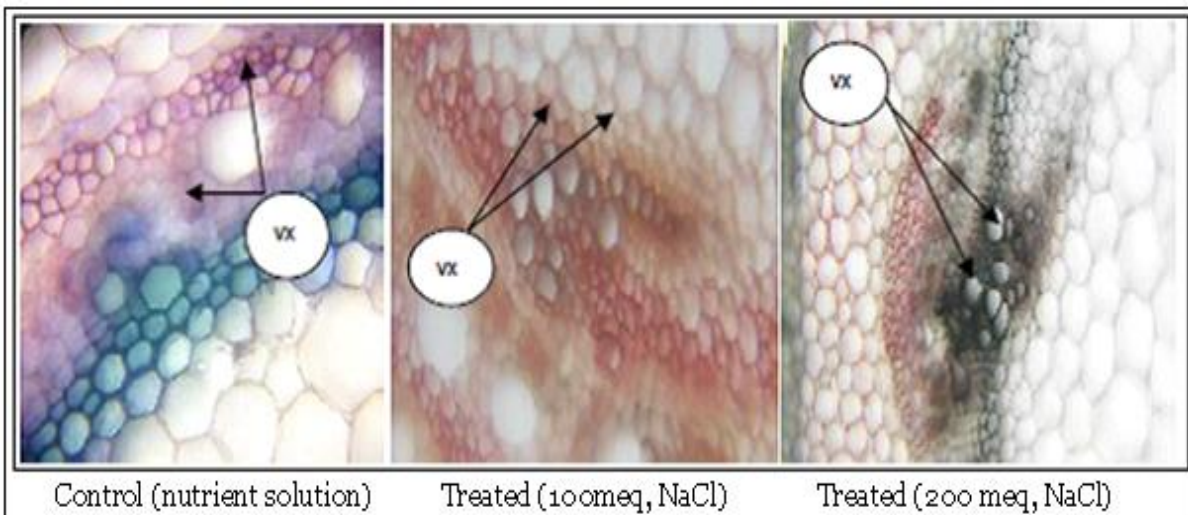 VX
VX
VX
Control (nutrient solution)
Treated (100meq, NaCl)
Treated (200 meq, NaCl)